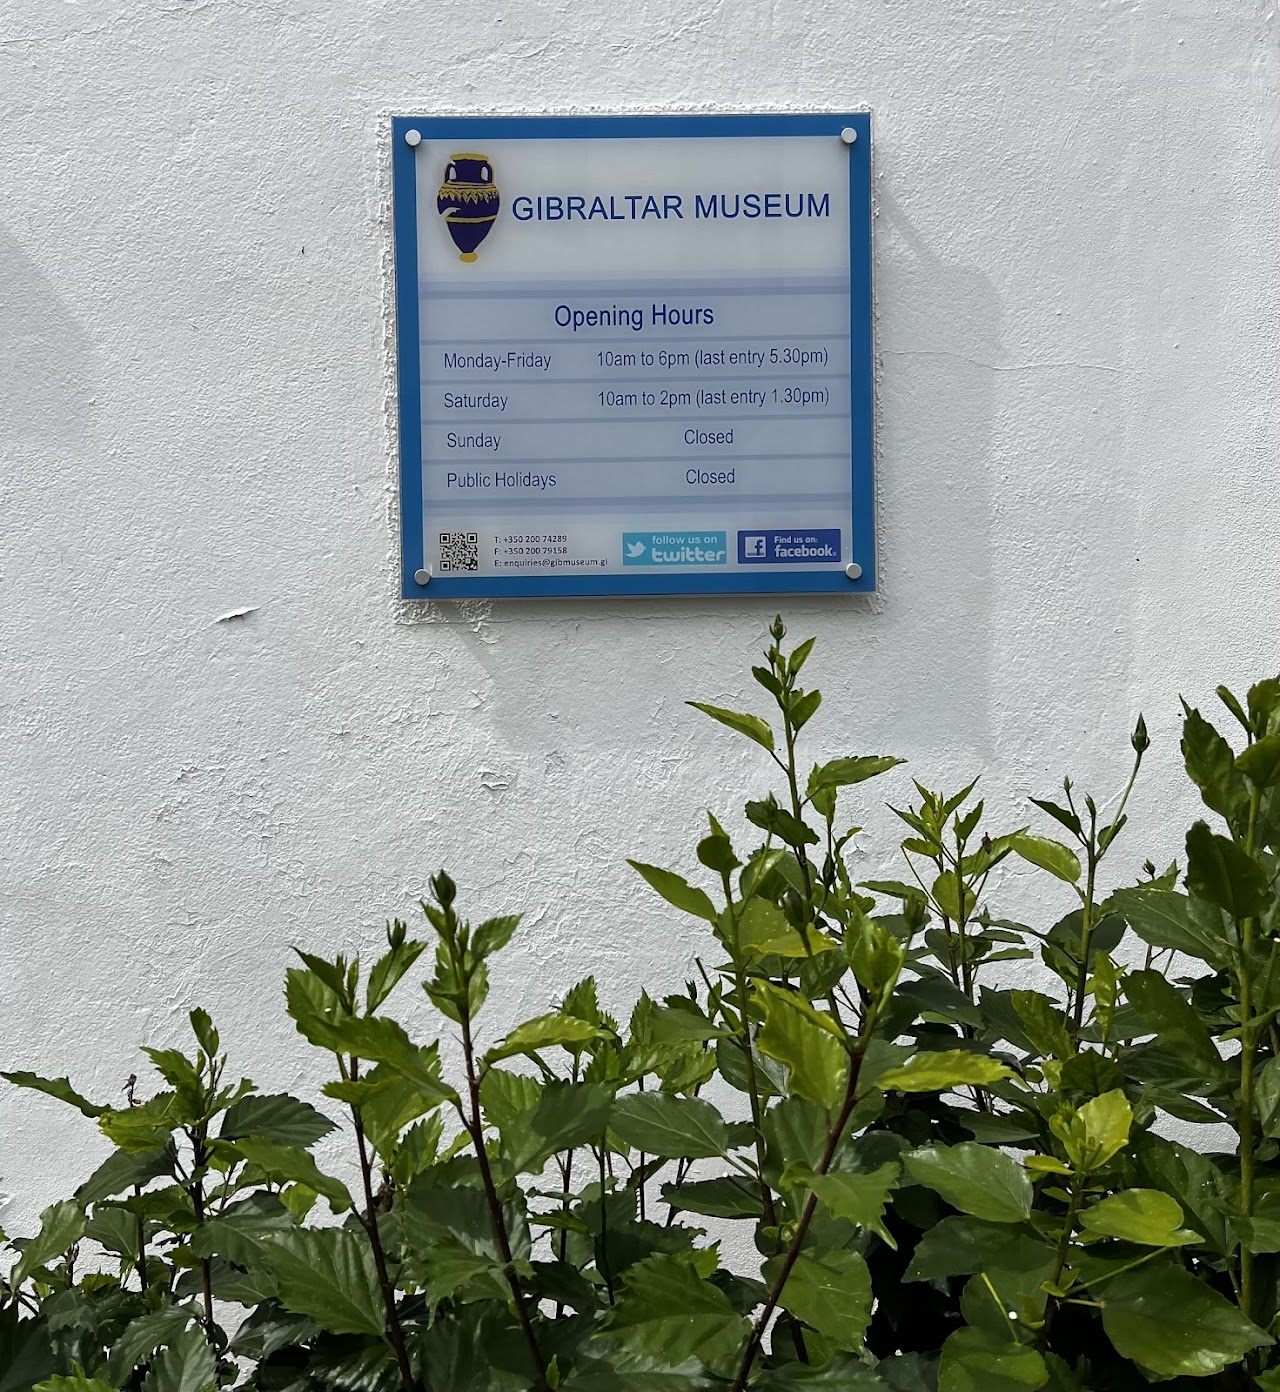 GIBRALTAR MUSEUM
Opening Hours
Monday-Friday 10am to 6pm (last entry 5.30pm)
Saturday 10am to 2pm (last entry 1.30pm)
Sunday Closed
Public Holidays Closed
T: +350 200 74289
F: +350 200 79158
E: enquiries@gibmuseum.gi
follow us on
twitter
Find us on:
facebook.